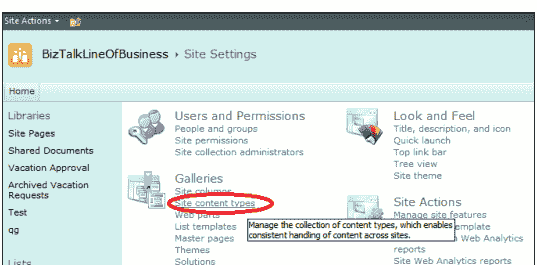 Site Actions
BizTalkLineOfBusiness ▸ Site Settings
Home
Libraries
Site Pages
Shared Documents
Vacation Approval
Archived Vacation
Requests
Test
qg
Lists
Users and Permissions
People and groups
Site permissions
Site collection administrators
Galleries
Site columns
Site content types
Web parts
List templates
Master pages
Themes
Solutions
Manage the collection of content types, which enables
consistent handling of content across sites.
Look and Feel
Title, description, and icon
Quick launch
Top link bar
Tree view
Site theme
Site Actions
Manage site features
template
Web Analytics
reports
Site Web Analytics reports